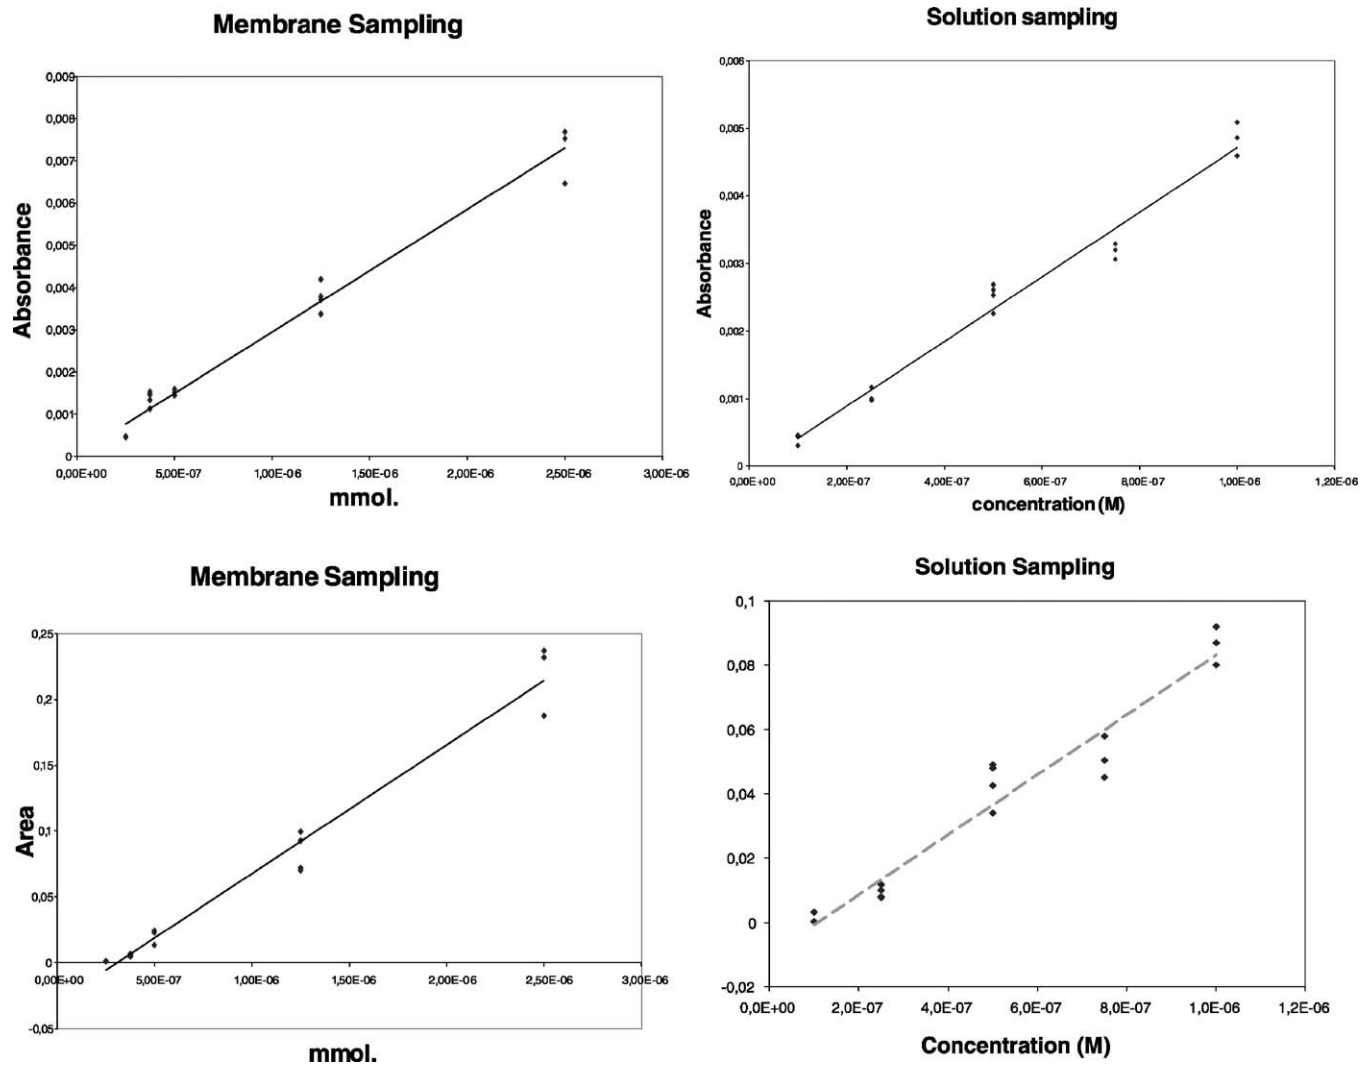 Membrane Sampling
0,009
0,008
0,007
0,006
0,005
0,004
0,003
0,002
0,001
0
Absorbance
0,00E+00 5,00E-07 1,00E-06 1,50E-06 2,00E-06 2,50E-06 3,00E-06
mmol.
Solution sampling
0,006
0,005
0,004
0,003
0,002
0,001
0
Absorbance
0,00E+00 2,00E-07 4,00E-07 6,00E-07 8,00E-07 1,00E-06 1,20E-06
concentration (M)
Membrane Sampling
0,25
0,2
0,15
0,1
0,05
0
-0,05
Area
0,00E+00 5,00E-07 1,00E-06 1,50E-06 2,00E-06 2,50E-06 3,00E-06
mmol.
Solution Sampling
0,1
0,08
0,06
0,04
0,02
0
-0,02
0,0E+00 2,0E-07 4,0E-07 6,0E-07 8,0E-07 1,0E-06 1,2E-06
Concentration (M)